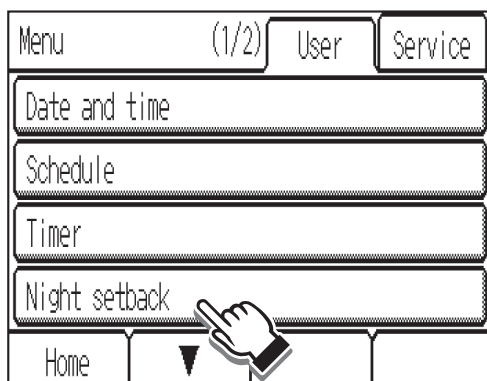 Menu (1/2) User Service
Date and time
Schedule
Timer
Night setback
Home ▼